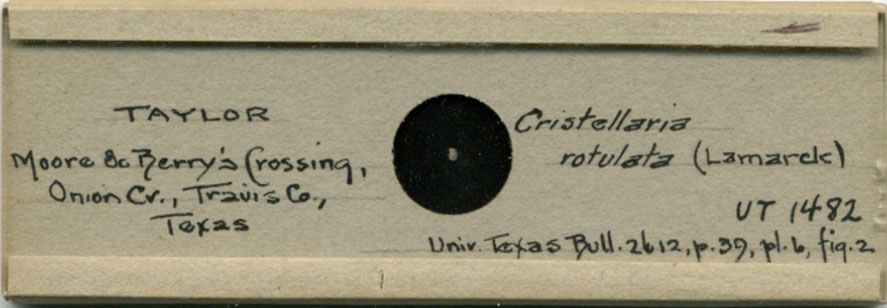 TAYLOR
Moore & Berry's Crossing,
Onion Cr., Travis Co.,
Texas
Cristellaria
rotulata (Lamarck)
UT 1482
Univ. Texas Bull. 2612, p. 39, pl. 6, fig. 2